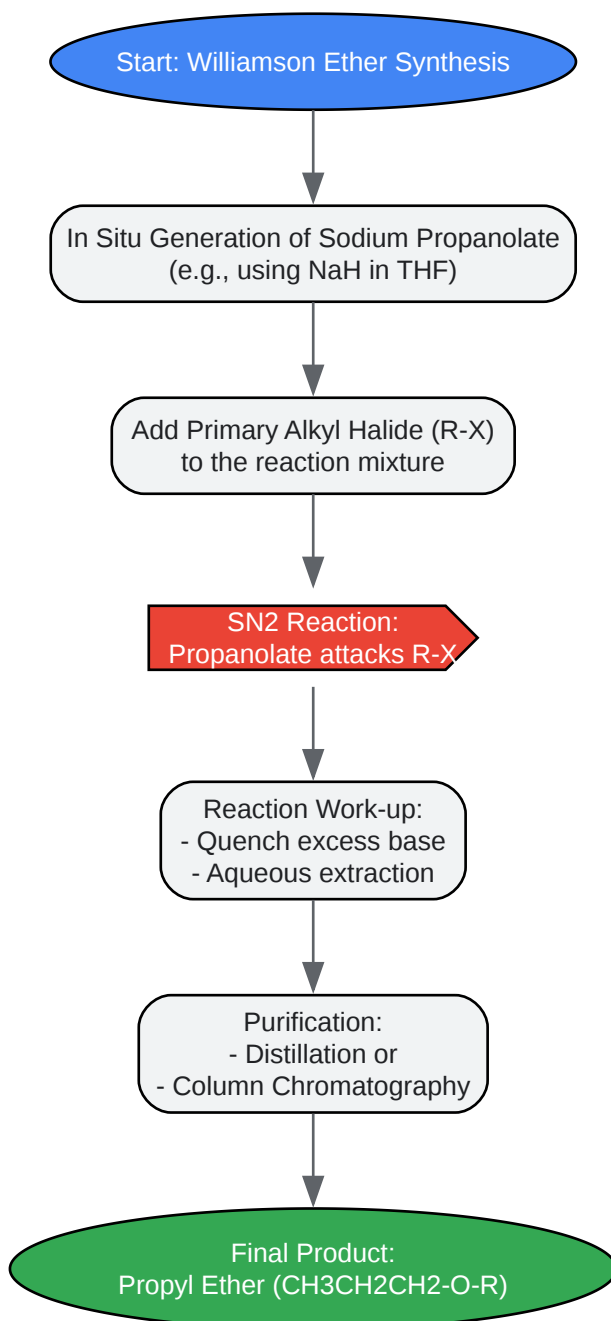 Start: Williamson Ether Synthesis
In Situ Generation of Sodium Propanolate
(e.g., using NaH in THF)
Add Primary Alkyl Halide (R-X)
to the reaction mixture
SN2 Reaction:
Propanolate attacks R-X
Reaction Work-up:
- Quench excess base
- Aqueous extraction
Purification:
- Distillation or
- Column Chromatography
Final Product:
Propyl Ether (CH3CH2CH2-O-R)